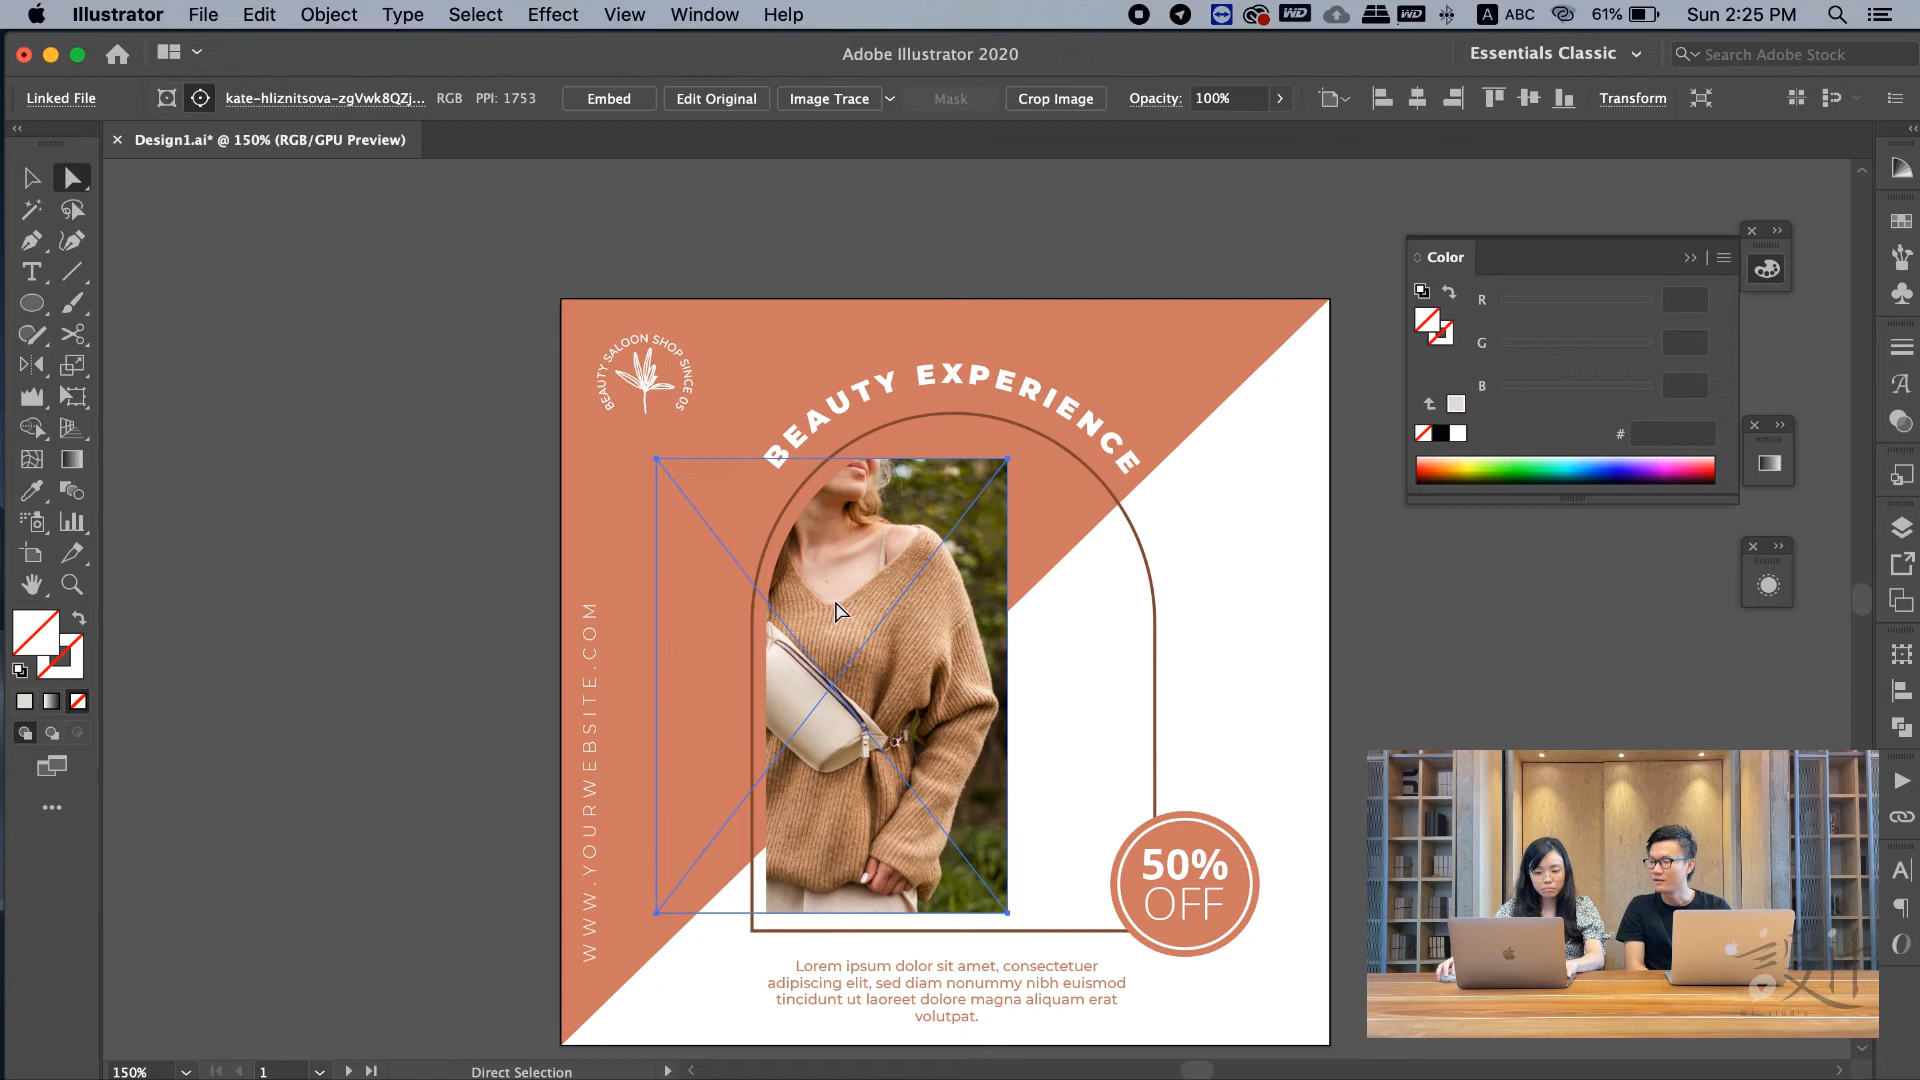 Illustrator File Edit Object Type Select Effect View Window Help
A ABC 61% Sun 2:25 PM
Adobe Illustrator 2020
Essentials Classic
Search Adobe Stock
Linked File
kate-hliznitsova-zgVwk8QZj... RGB PPI: 1753
Embed
Edit Original
Image Trace
Mask
Crop Image
Opacity: 100%
Transform
Design1.ai* @ 150% (RGB/GPU Preview)
Color
R
G
B
#
BEAUTY SALOON SHOP SINCE 05
BEAUTY EXPERIENCE
WWW.YOURWEBSITE.COM
50%
OFF
Lorem ipsum dolor sit amet, consectetuer
adipiscing elit, sed diam nonummy nibh euismod
tincidunt ut laoreet dolore magna aliquam erat
volutpat.
150%
1
Direct Selection